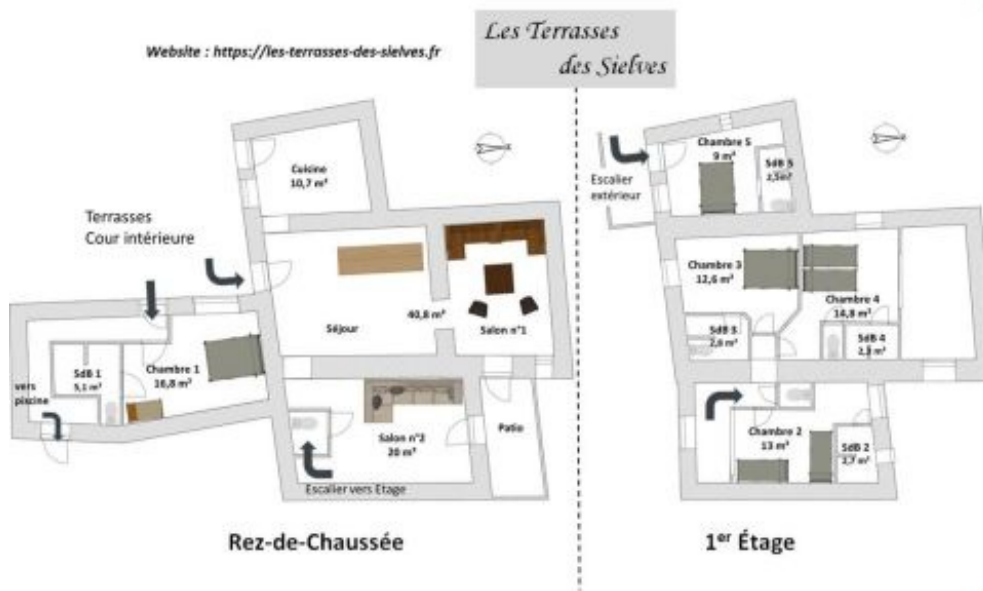 Website : https://les-terrasses-des-sielves.fr
Les Terrasses
des Sielves
Cuisine
10,7 m²
Terrasses
Cour intérieure
Séjour
40,8 m²
Salon n°1
SdB 1
5,1 m²
Chambre 1
16,8 m²
vers
piscine
Salon n°2
20 m²
Patio
Escalier vers Etage
Rez-de-Chaussée
Chambre 5
9 m²
SdB 5
2,5m²
Escalier
extérieur
Chambre 3
12,6 m²
Chambre 4
14,8 m²
SdB 3
2,6 m²
SdB 4
m²
Chambre 2
13 m²
SdB 2
2,7 m²
1er Étage